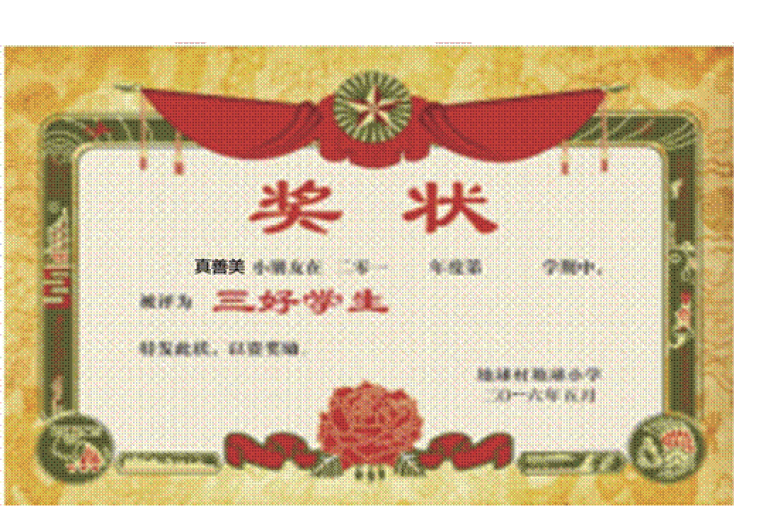 奖 状
真善美 小朋友在 二零一 年度第 学期中，
被评为 三好学生
特发此状，以资奖励
地球村地球小学
二〇一六年五月